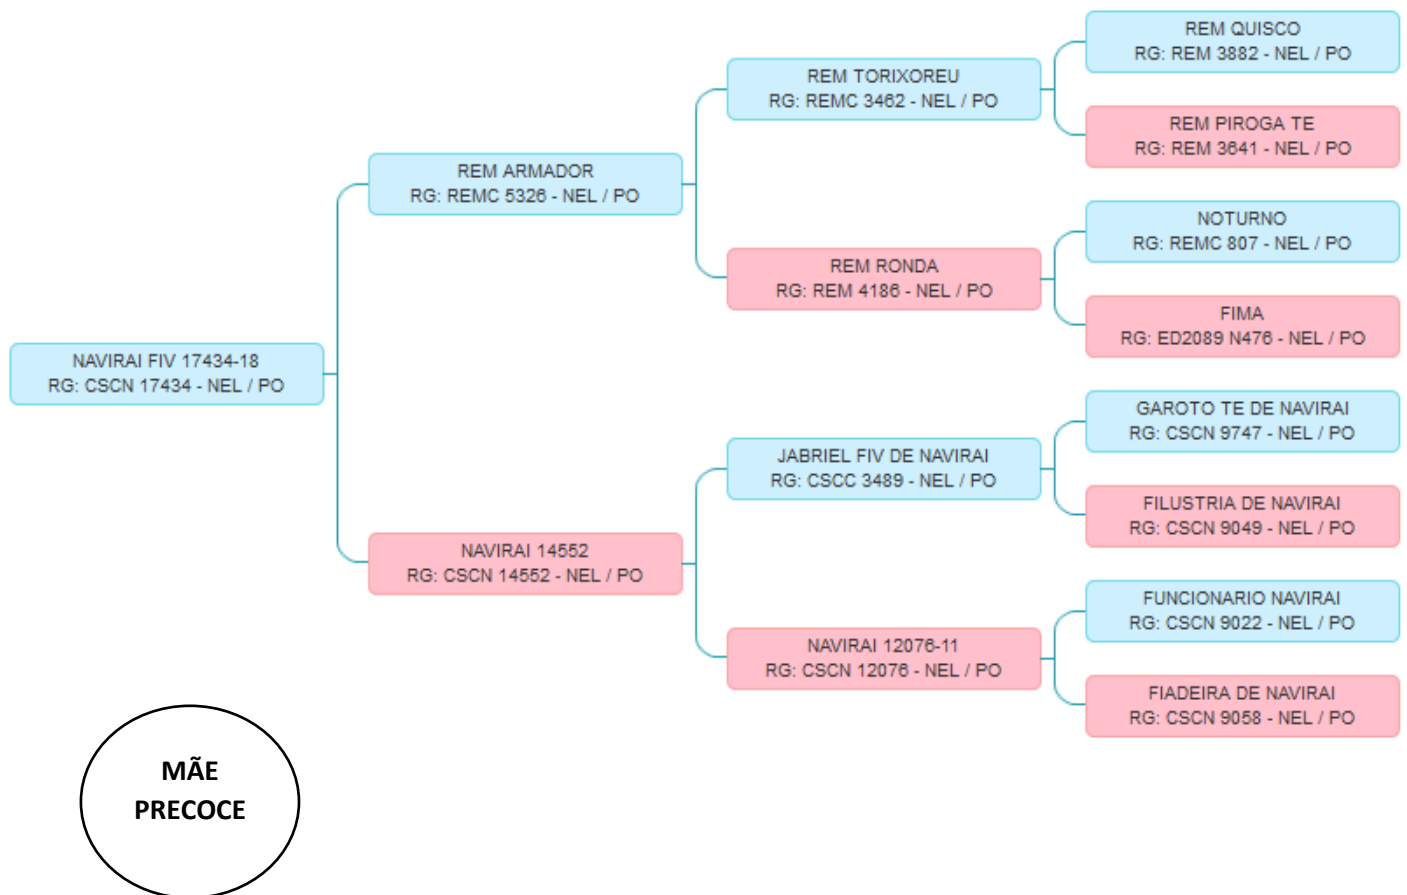 REM QUISCO
RG: REM 3882 - NEL / PO
REM TORIXOREU
RG: REMC 3462 - NEL / PO
REM PIROGA TE
RG: REM 3641 - NEL / PO
REM ARMADOR
RG: REMC 5326 - NEL / PO
NOTURNO
RG: REMC 807 - NEL / PO
REM RONDA
RG: REM 4186 - NEL / PO
FIMA
RG: ED2089 N476 - NEL / PO
NAVIRAI FIV 17434-18
RG: CSCN 17434 - NEL / PO
GAROTO TE DE NAVIRAI
RG: CSCN 9747 - NEL / PO
JABRIEL FIV DE NAVIRAI
RG: CSCC 3489 - NEL / PO
FILUSTRIA DE NAVIRAI
RG: CSCN 9049 - NEL / PO
NAVIRAI 14552
RG: CSCN 14552 - NEL / PO
FUNCIONARIO NAVIRAI
RG: CSCN 9022 - NEL / PO
NAVIRAI 12076-11
RG: CSCN 12076 - NEL / PO
FIADEIRA DE NAVIRAI
RG: CSCN 9058 - NEL / PO
MÃE
PRECOCE